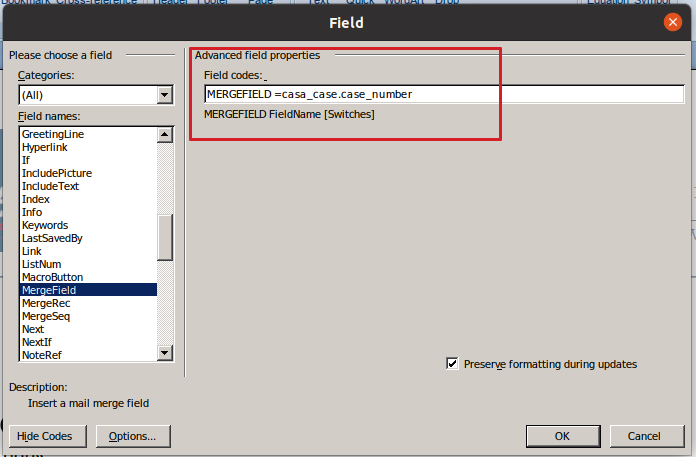 Bookmark Cross-reference Header Footer Page Text Quick WordArt Drop Equation Symbol
Field
Please choose a field
Categories:
(All)
Field names:
GreetingLine
Hyperlink
If
IncludePicture
IncludeText
Index
Info
Keywords
LastSavedBy
Link
ListNum
MacroButton
MergeField
MergeRec
MergeSeq
Next
NextIf
NoteRef
Description:
Insert a mail merge field
Hide Codes
Options...
Advanced field properties
Field codes:
MERGEFIELD =casa_case.case_number
MERGEFIELD FieldName [Switches]
Preserve formatting during updates
OK
Cancel